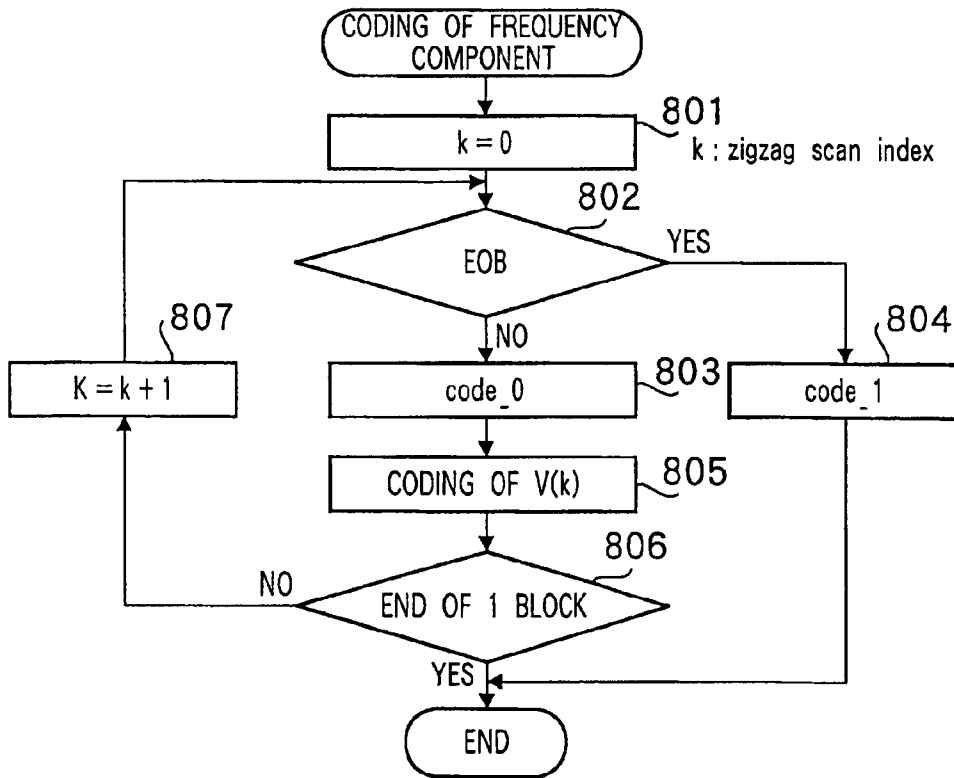 CODING OF FREQUENCY
COMPONENT
801
k = 0
k : zigzag scan index
802
EOB
YES
NO
807
K = k + 1
803
code_0
804
code_1
805
CODING OF V(k)
806
END OF 1 BLOCK
NO
YES
END